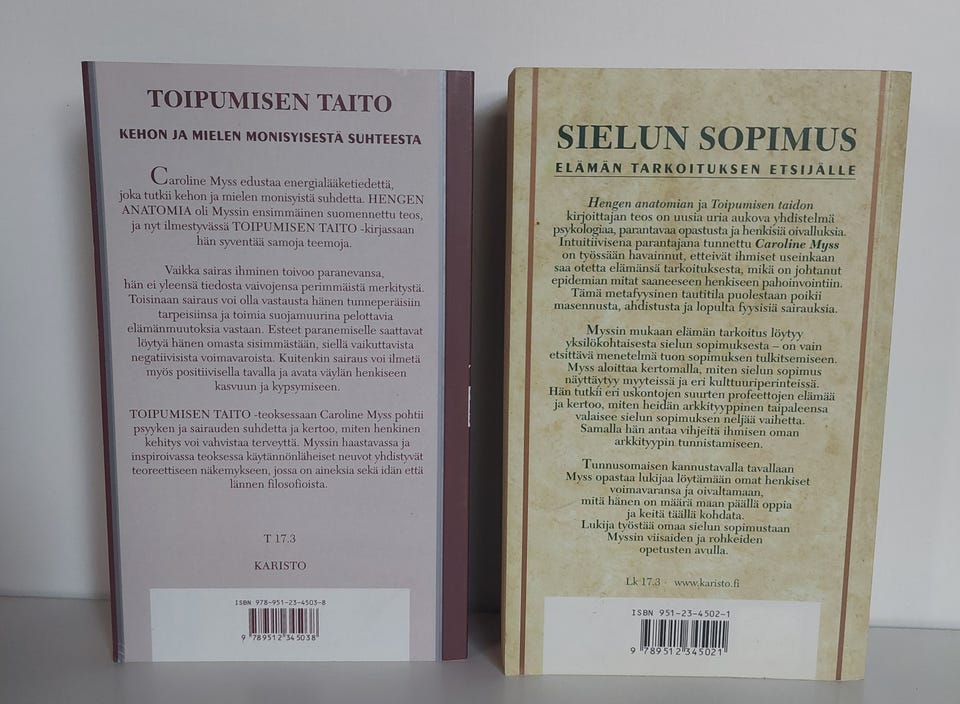 TOIPUMISEN TAITO
KEHON JA MIELEN MONISYISESTÄ SUHTEESTA
Caroline Myss edustaa energialääketiedettä,
joka tutkii kehon ja mielen monisyistä suhdetta. HENGEN
ANATOMIA oli Myssin ensimmäinen suomennettu teos,
ja nyt ilmestyvässä TOIPUMISEN TAITO -kirjassaan
hän syventää samoja teemoja.
Vaikka sairas ihminen toivoo paranevansa,
hän ei yleensä tiedosta vaivojensa perimmäistä merkitystä.
Toisinaan sairaus voi olla vastausta hänen tunneperäisiin
tarpeisiinsa ja toimia suojamuurina pelottavia
elämänmuutoksia vastaan. Esteet paranemiselle saattavat
löytyä hänen omasta sisimmästään, siellä vaikuttavista
negatiivisista voimavaroista. Kuitenkin sairaus voi ilmetä
myös positiivisella tavalla ja avata väylän henkiseen
kasvuun ja kypsymiseen.
TOIPUMISEN TAITO -teoksessaan Caroline Myss pohtii
psyyken ja sairauden suhdetta ja kertoo, miten henkinen
kehitys voi vahvistaa terveyttä. Myssin haastavassa ja
inspiroivassa teoksessa käytännönläheiset neuvot yhdistyvät
teoreettiseen näkemykseen, jossa on aineksia sekä idän että
lännen filosofioista.
T 17.3
KARISTO
ISBN 978-951-23-4503-8
9 789512 345038
SIELUN SOPIMUS
ELÄMÄN TARKOITUKSEN ETSIJÄLLE
Hengen anatomian ja Toipumisen taidon
kirjoittajan teos on uusia uria aukova yhdistelmä
psykologiaa, parantavaa opastusta ja henkisiä oivalluksia.
Intuitiivisena parantajana tunnettu Caroline Myss
on työssään havainnut, etteivät ihmiset useinkaan
saa otetta elämänsä tarkoituksesta, mikä on johtanut
epidemian mitat saaneeseen henkiseen pahoinvointiin.
Tämä metafyysinen tautitila puolestaan poikii
masennusta, ahdistusta ja lopulta fyysisiä sairauksia.
Myssin mukaan elämän tarkoitus löytyy
yksilökohtaisesta sielun sopimuksesta – on vain
etsittävä menetelmä tuon sopimuksen tulkitsemiseen.
Myss aloittaa kertomalla, miten sielun sopimus
näyttäytyy myyteissä ja eri kulttuuriperinteissä.
Hän tutkii eri uskontojen suurten profeettojen elämää
ja kertoo, miten heidän arkkityyppinen taipaleensa
valaisee sielun sopimuksen neljää vaihetta.
Samalla hän antaa vihjeitä ihmisen oman
arkkityypin tunnistamiseen.
Tunnusomaisen kannustavalla tavallaan
Myss opastaa lukijaa löytämään omat henkiset
voimavaransa ja oivaltamaan,
mitä hänen on määrä maan päällä oppia
ja keitä täällä kohdata.
Lukija työstää omaa sielun sopimustaan
Myssin viisaiden ja rohkeiden
opetusten avulla.
Lk 17.3 · www.karisto.fi
ISBN 951-23-4502-1
9 789512 345021